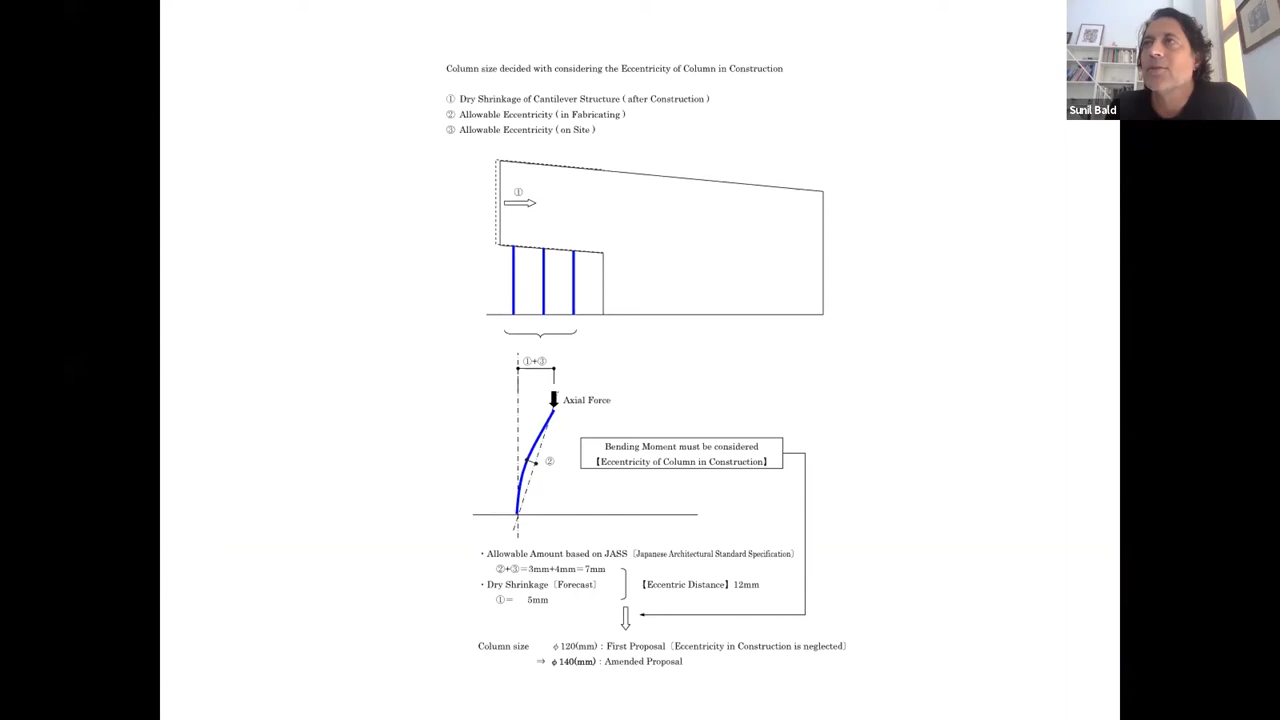 Column size decided with considering the Eccentricity of Column in Construction
① Dry Shrinkage of Cantilever Structure ( after Construction )
② Allowable Eccentricity ( in Fabricating )
③ Allowable Eccentricity ( on Site )
①
①+③
Axial Force
②
Bending Moment must be considered
【Eccentricity of Column in Construction】
・Allowable Amount based on JASS〔Japanese Architectural Standard Specification〕
②+③＝3mm+4mm＝7mm
・Dry Shrinkage〔Forecast〕
【Eccentric Distance】12mm
①＝ 5mm
Column size φ120(mm) : First Proposal〔Eccentricity in Construction is neglected〕
⇒ φ140(mm) : Amended Proposal
Sunil Bald